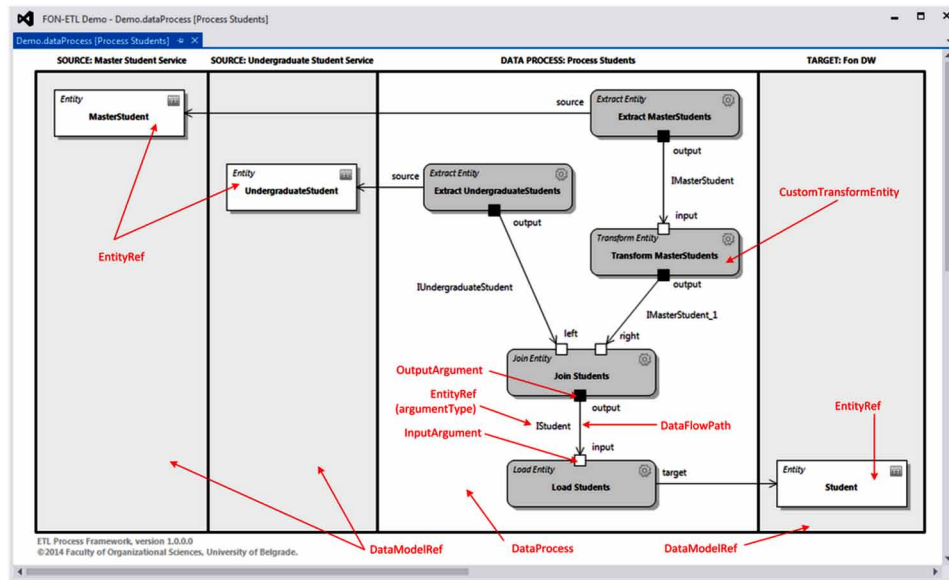 FON-ETL Demo - Demo.dataProcess [Process Students]
Demo.dataProcess [Process Students]
SOURCE: Master Student Service
SOURCE: Undergraduate Student Service
DATA PROCESS: Process Students
TARGET: Fon DW
Entity
MasterStudent
source
Extract Entity
Extract MasterStudents
output
IMasterStudent
Entity
UndergraduateStudent
source
Extract Entity
Extract UndergraduateStudents
output
CustomTransformEntity
input
Transform Entity
Transform MasterStudents
output
EntityRef
IUndergraduateStudent
IMasterStudent_1
left
right
Join Entity
Join Students
OutputArgument
output
EntityRef
(argumentType)
IStudent
DataFlowPath
EntityRef
InputArgument
input
Load Entity
Load Students
target
Entity
Student
ETL Process Framework, version 1.0.0.0
©2014 Faculty of Organizational Sciences, University of Belgrade.
DataModelRef
DataProcess
DataModelRef